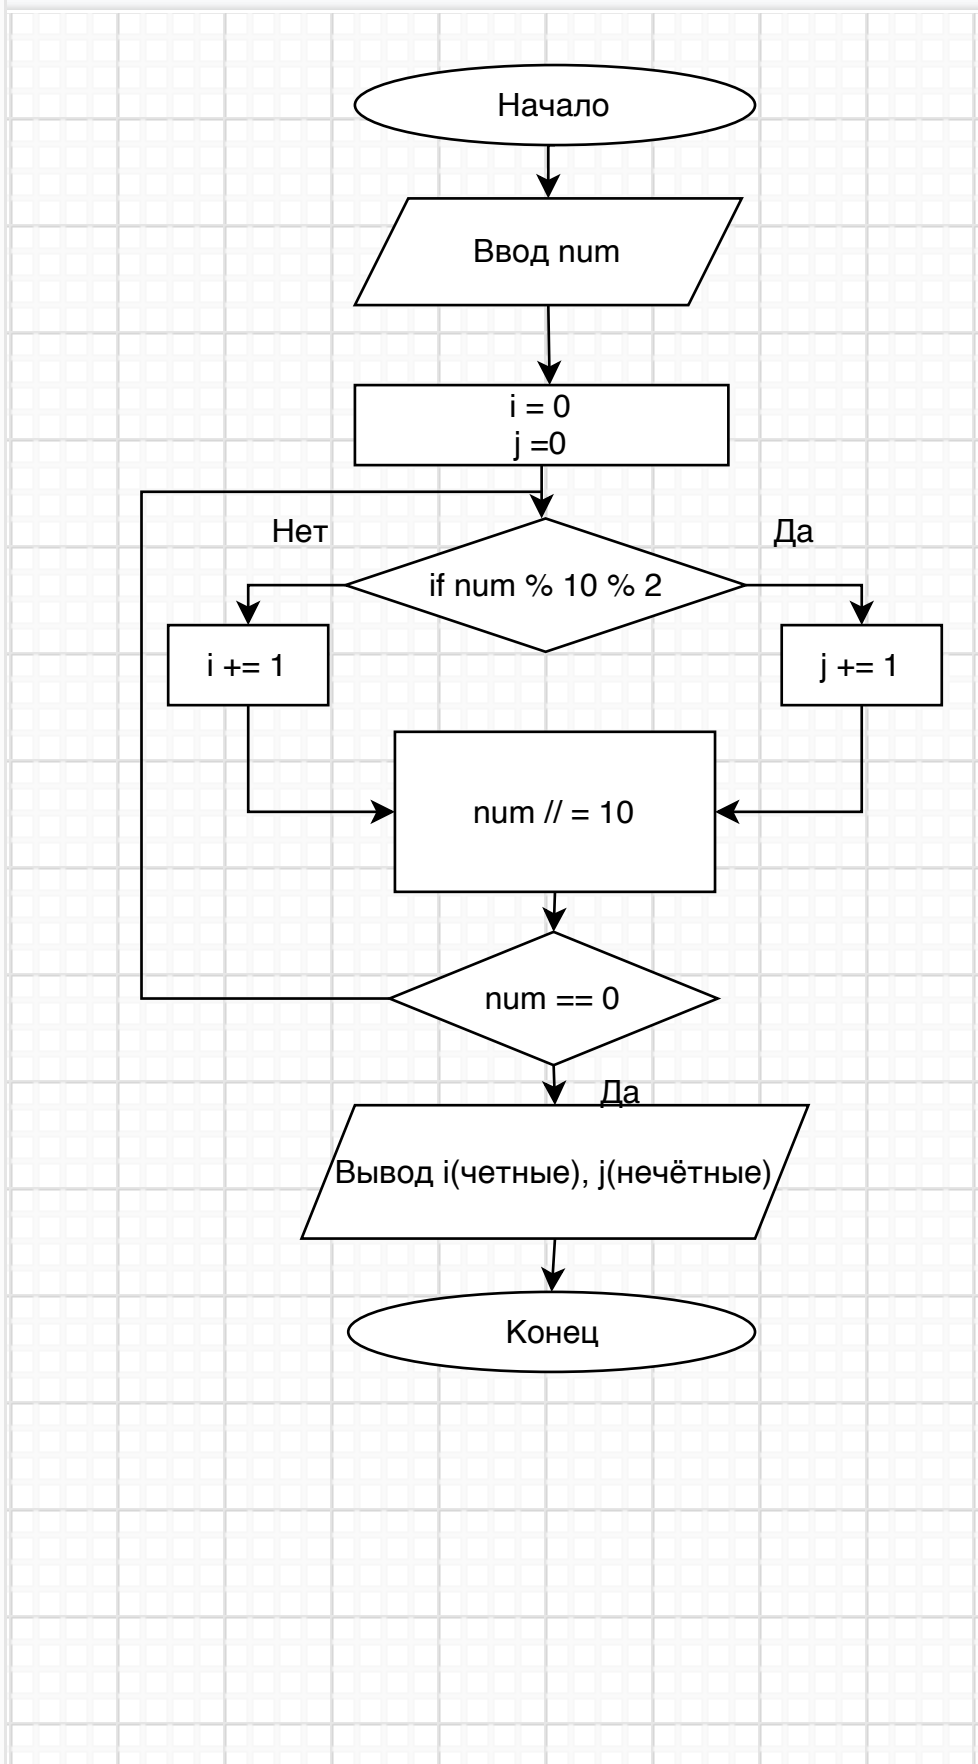 Начало
Ввод num
i = 0
j =0
Нет
Да
if num % 10 % 2
i += 1
j += 1
num // = 10
num == 0
Да
Вывод i(четные), j(нечётные)
Конец